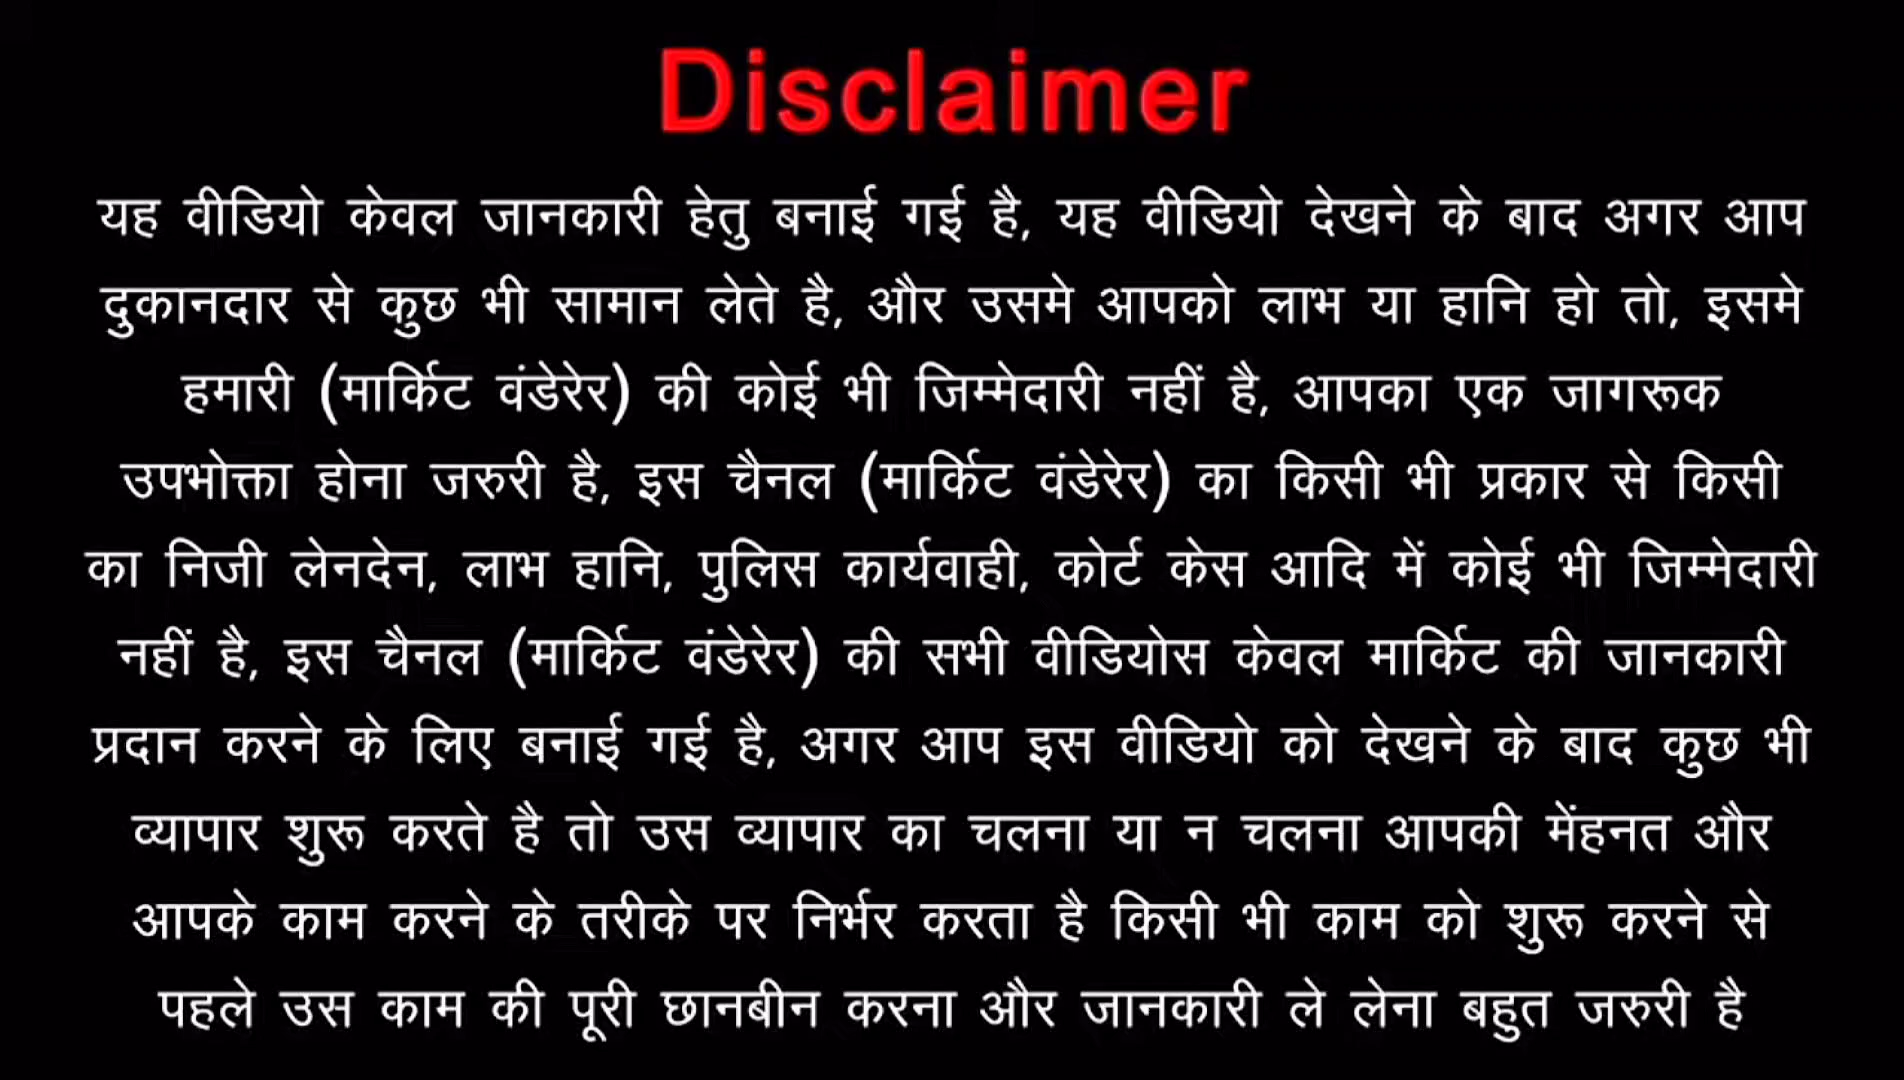 Disclaimer
यह वीडियो केवल जानकारी हेतु बनाई गई है, यह वीडियो देखने के बाद अगर आप
दुकानदार से कुछ भी सामान लेते है, और उसमे आपको लाभ या हानि हो तो, इसमे
हमारी (मार्किट वंडेरेर) की कोई भी जिम्मेदारी नहीं है, आपका एक जागरूक
उपभोक्ता होना जरुरी है, इस चैनल (मार्किट वंडेरेर) का किसी भी प्रकार से किसी
का निजी लेनदेन, लाभ हानि, पुलिस कार्यवाही, कोर्ट केस आदि में कोई भी जिम्मेदारी
नहीं है, इस चैनल (मार्किट वंडेरेर) की सभी वीडियोस केवल मार्किट की जानकारी
प्रदान करने के लिए बनाई गई है, अगर आप इस वीडियो को देखने के बाद कुछ भी
व्यापार शुरू करते है तो उस व्यापार का चलना या न चलना आपकी मेंहनत और
आपके काम करने के तरीके पर निर्भर करता है किसी भी काम को शुरू करने से
पहले उस काम की पूरी छानबीन करना और जानकारी ले लेना बहुत जरुरी है